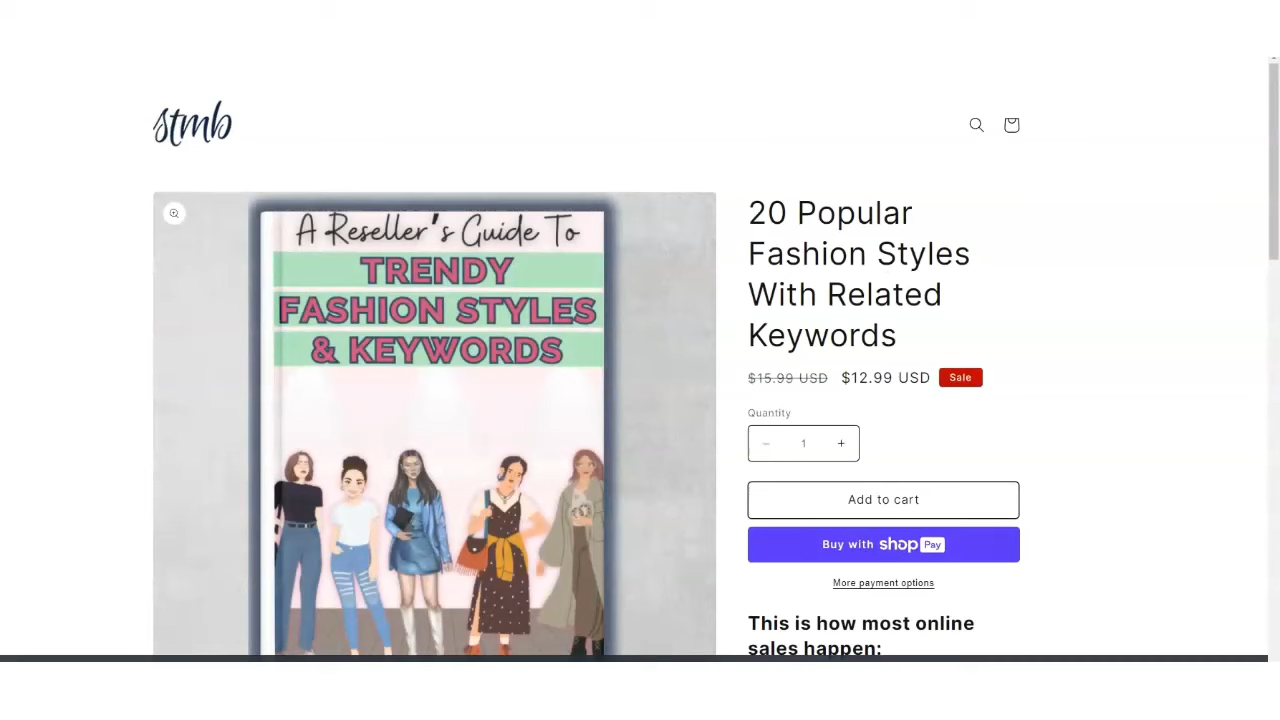 stmb
A Reseller's Guide To
TRENDY
FASHION STYLES
& KEYWORDS
20 Popular
Fashion Styles
With Related
Keywords
$15.99 USD $12.99 USD Sale
Quantity
− 1 +
Add to cart
Buy with shop Pay
More payment options
This is how most online
sales happen: